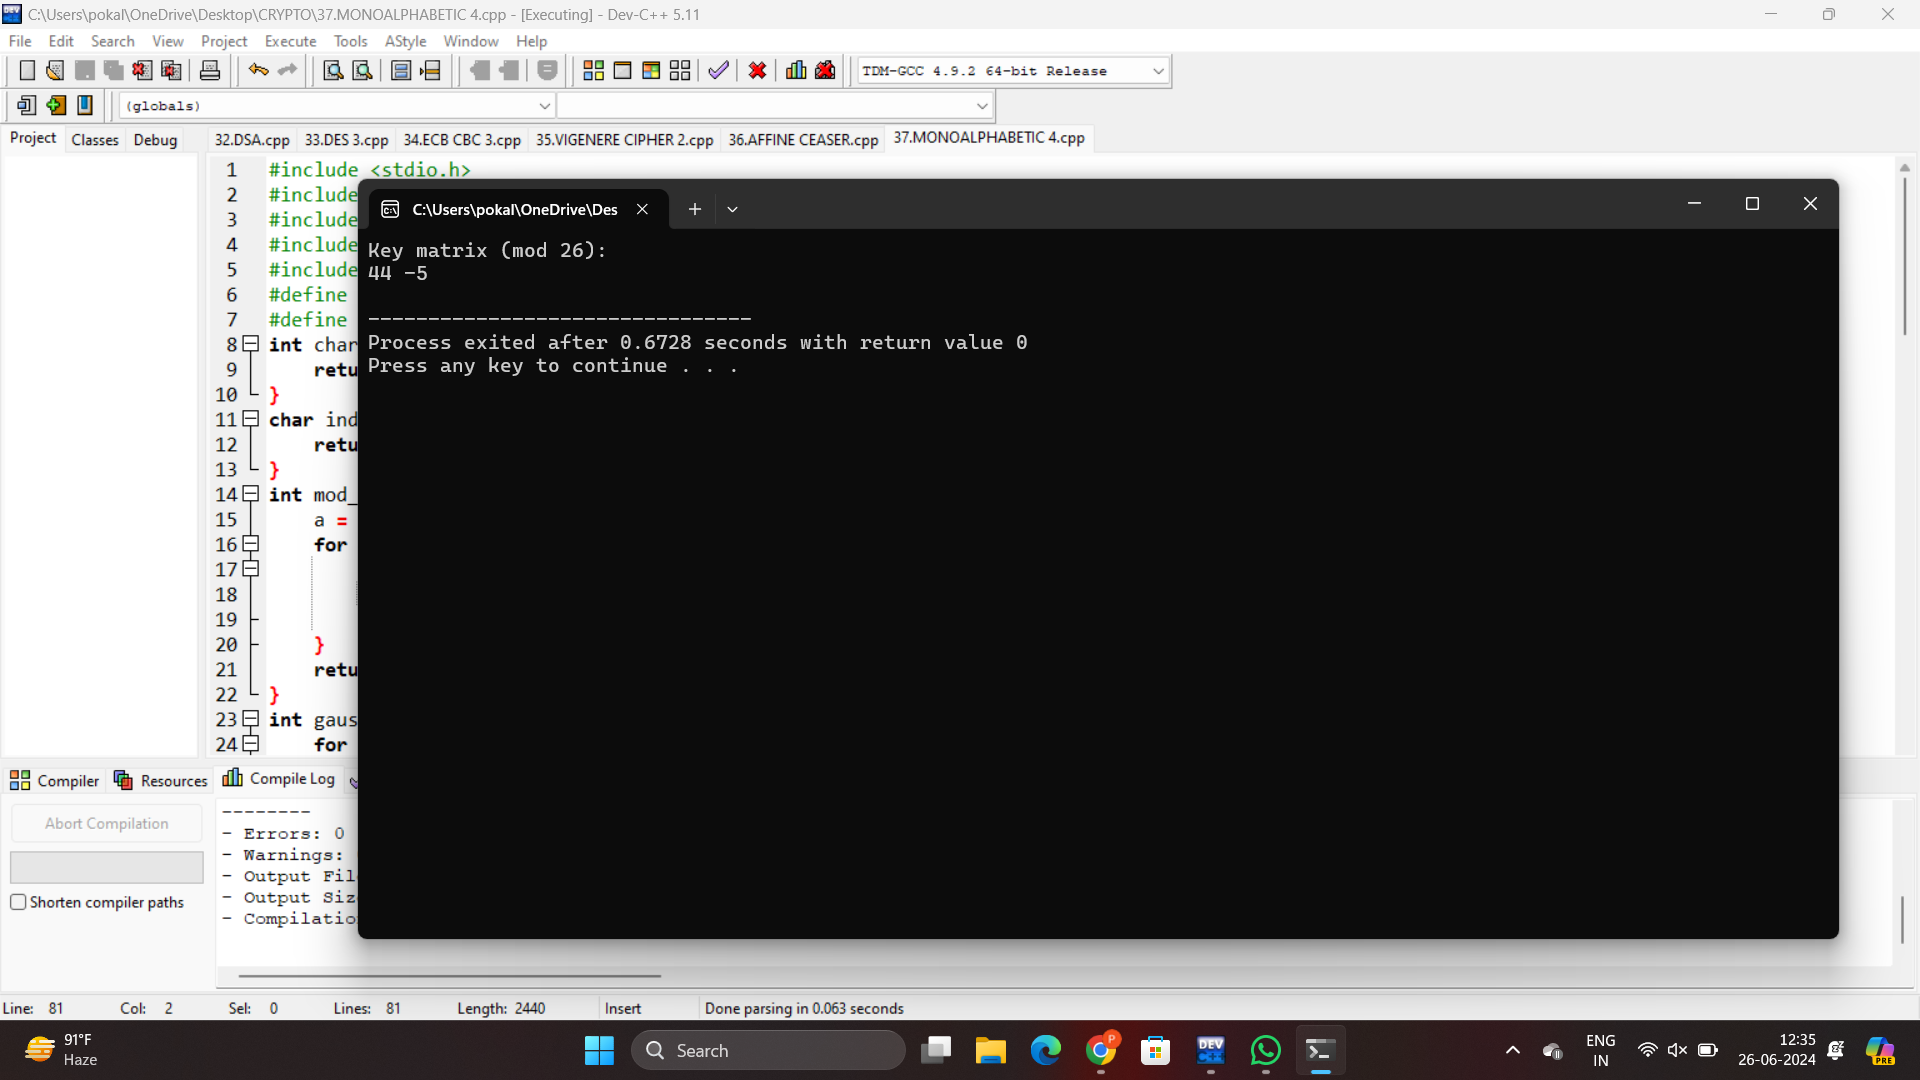 C:\Users\pokal\OneDrive\Desktop\CRYPTO\37.MONOALPHABETIC 4.cpp - [Executing] - Dev-C++ 5.11
File Edit Search View Project Execute Tools AStyle Window Help
TDM-GCC 4.9.2 64-bit Release
(globals)
Project Classes Debug 32.DSA.cpp 33.DES 3.cpp 34.ECB CBC 3.cpp 35.VIGENERE CIPHER 2.cpp 36.AFFINE CEASER.cpp 37.MONOALPHABETIC 4.cpp
1 #include <stdio.h>
2 #include
3 #include
4 #include
5 #include
6 #define
7 #define
8 int char
9 retu
10 }
11 char ind
12 retu
13 }
14 int mod_
15 a =
16 for
17
18
19
20 }
21 retu
22 }
23 int gaus
24 for
C:\Users\pokal\OneDrive\Des
Key matrix (mod 26):
44 -5
--------------------------------
Process exited after 0.6728 seconds with return value 0
Press any key to continue . . .
Compiler Resources Compile Log
Abort Compilation
Shorten compiler paths
--------
- Errors: 0
- Warnings:
- Output Fil
- Output Siz
- Compilatio
Line: 81 Col: 2 Sel: 0 Lines: 81 Length: 2440 Insert Done parsing in 0.063 seconds
91°F
Haze
Search
P
DEV
ENG
IN
12:35
26-06-2024
PRE